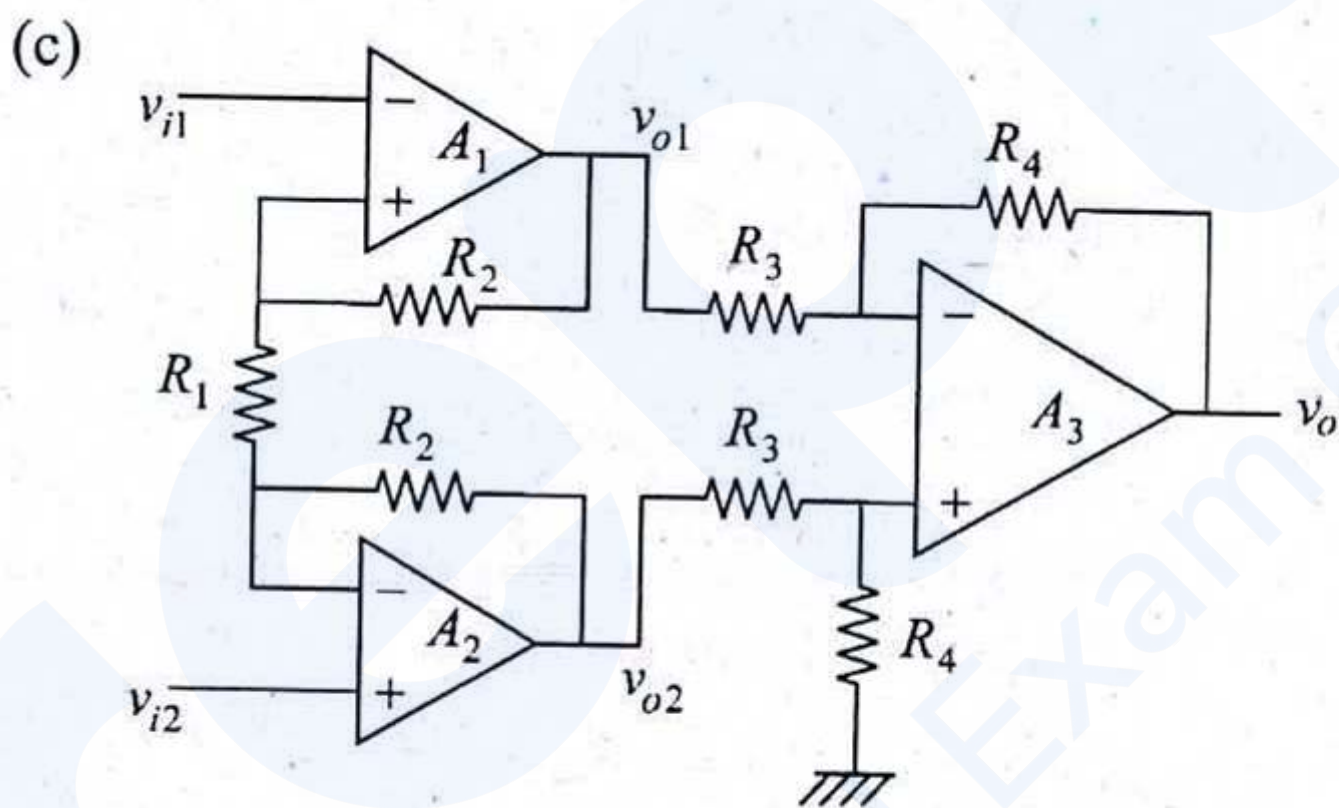 (c)
v_{i1}
−
A_1
+
v_{o1}
R_2
R_1
R_2
−
A_2
+
v_{i2}
v_{o2}
R_3
R_4
R_3
−
A_3
+
v_o
R_4
Exam